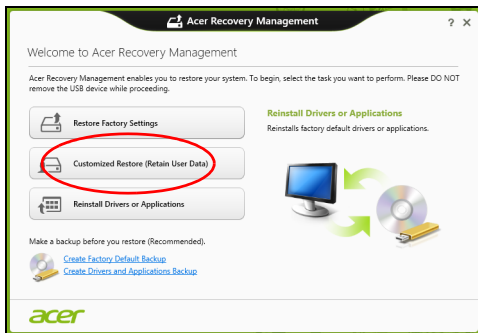 Acer Recovery Management
? X
Welcome to Acer Recovery Management
Acer Recovery Management enables you to restore your system. To begin, select the task you want to perform. Please DO NOT
remove the USB device while proceeding.
Restore Factory Settings
Customized Restore (Retain User Data)
Reinstall Drivers or Applications
Reinstall Drivers or Applications
Reinstalls factory default drivers or applications.
Make a backup before you restore (Recommended).
Create Factory Default Backup
Create Drivers and Applications Backup
acer